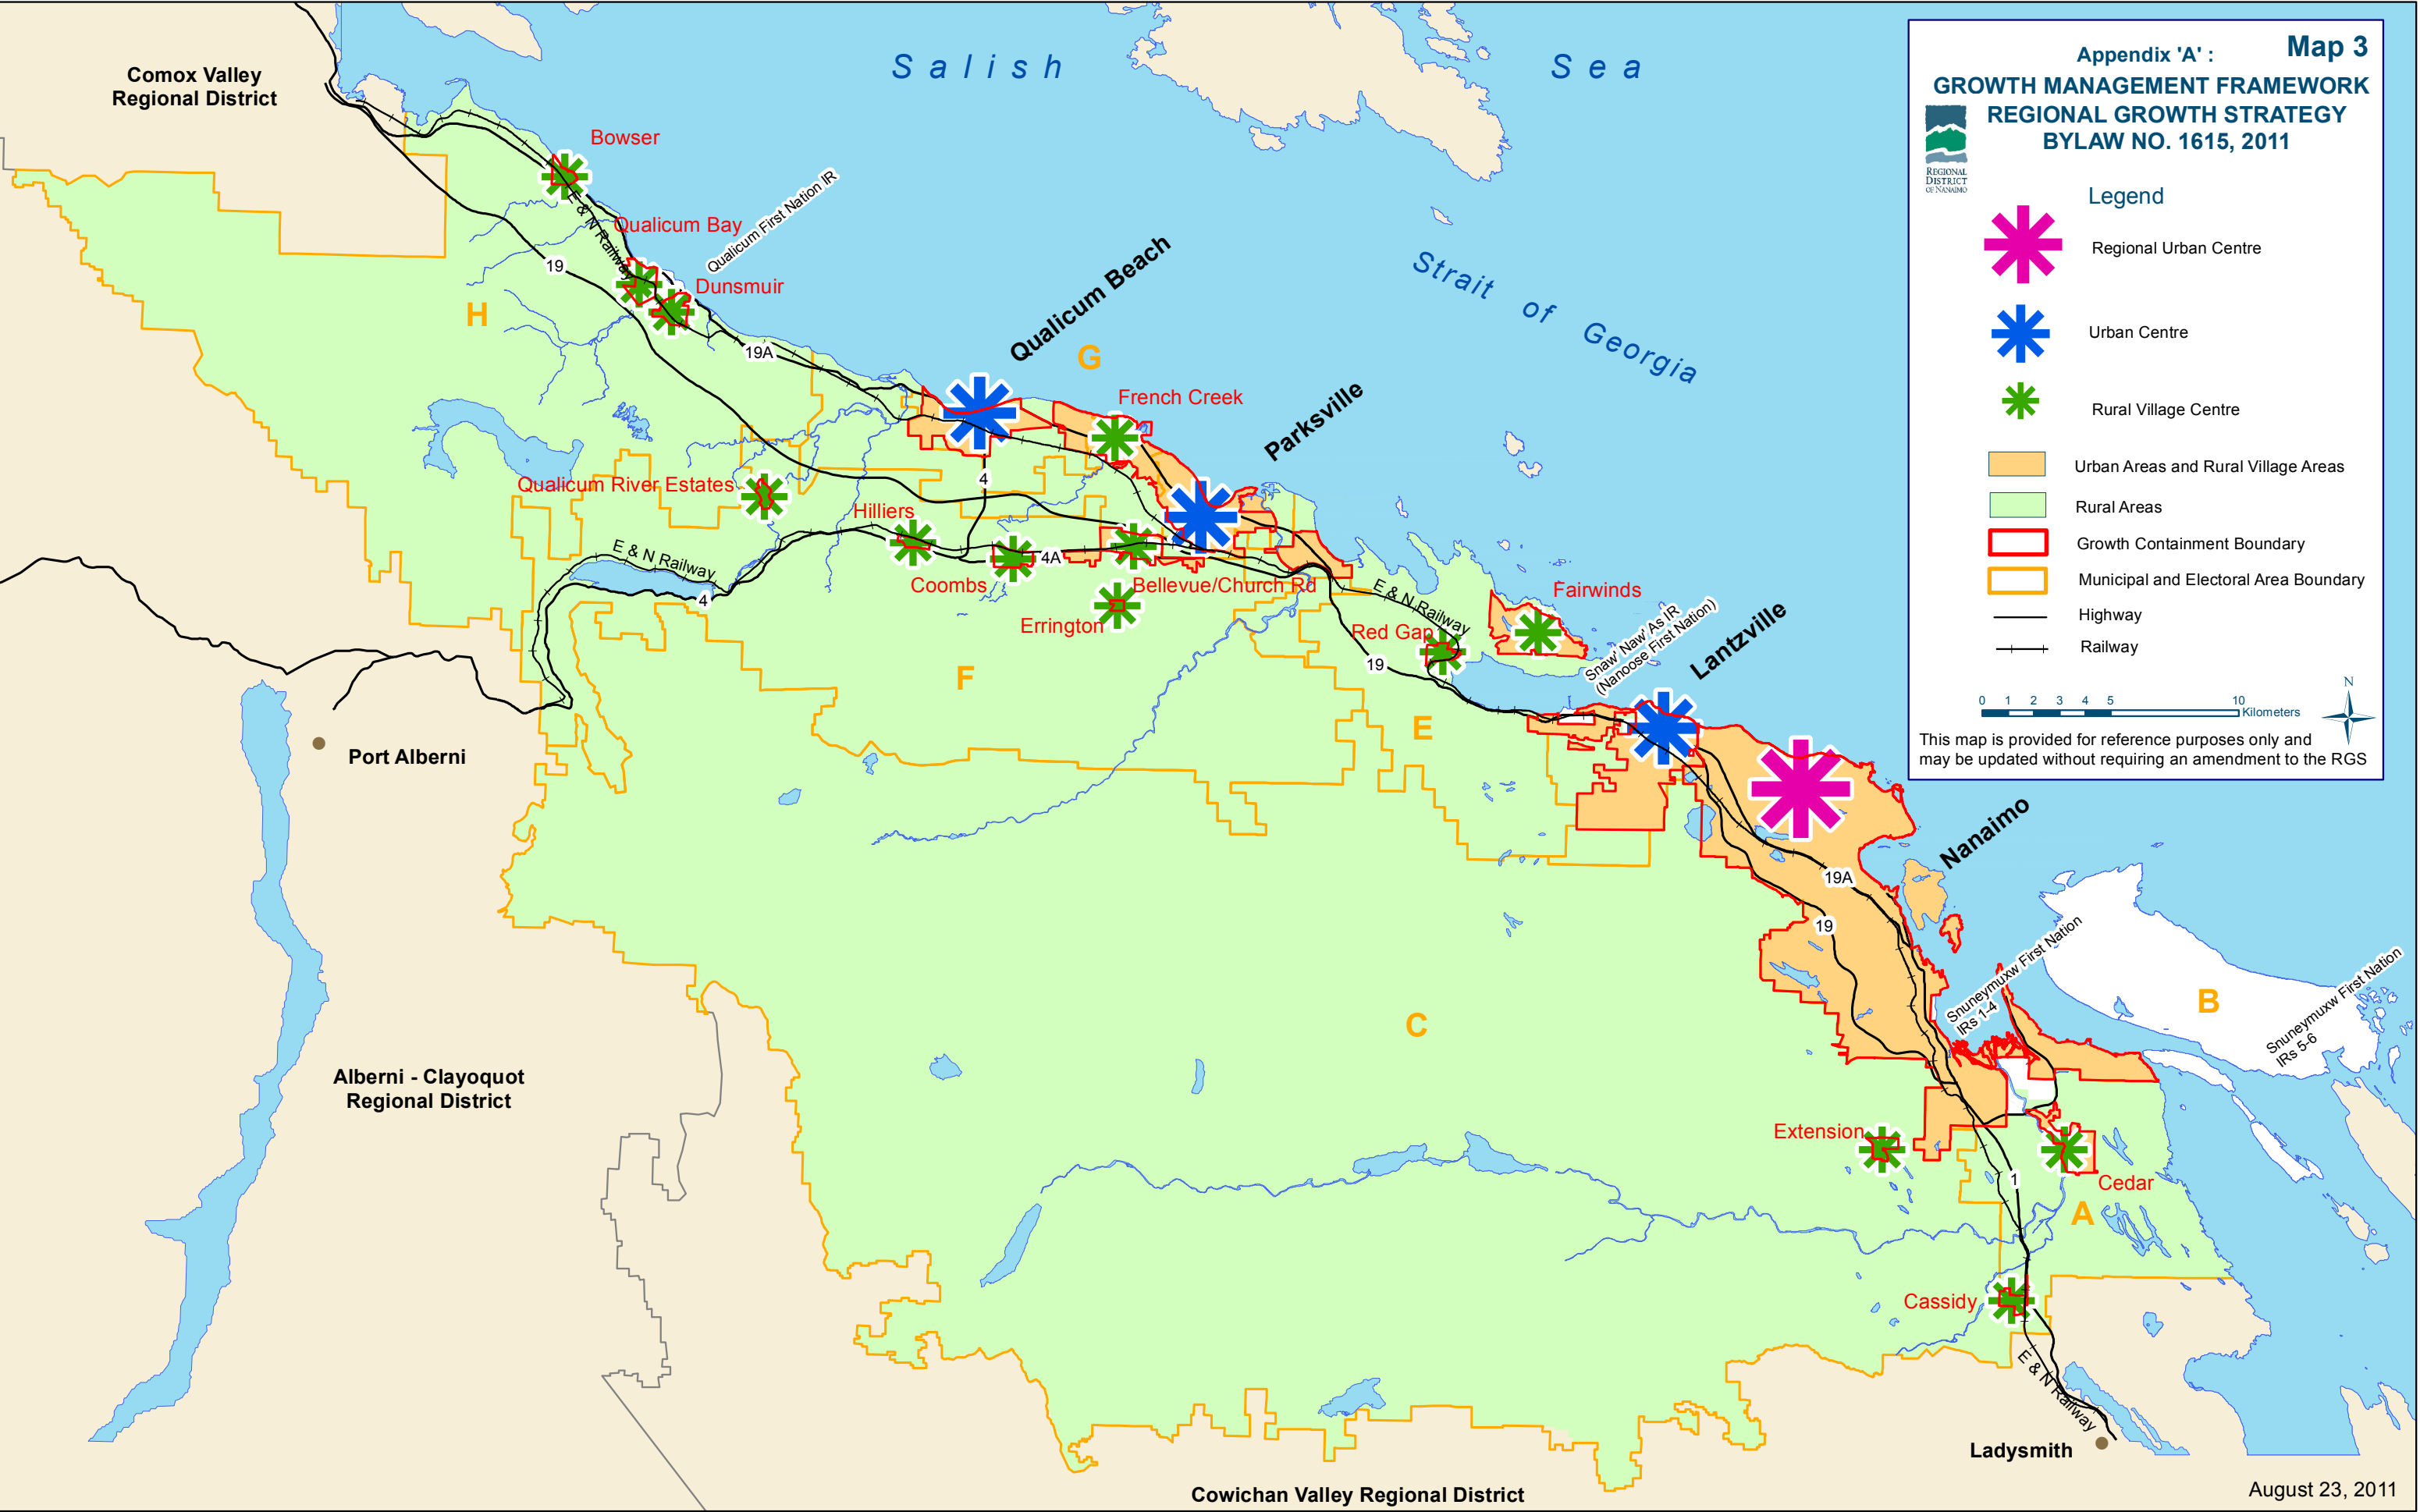 Comox Valley
Regional District
Salish Sea
Strait of Georgia
Appendix 'A' :
Map 3
GROWTH MANAGEMENT FRAMEWORK
REGIONAL GROWTH STRATEGY
BYLAW NO. 1615, 2011
REGIONAL
DISTRICT
OF NANAIMO
Legend
Regional Urban Centre
Urban Centre
Rural Village Centre
Urban Areas and Rural Village Areas
Rural Areas
Growth Containment Boundary
Municipal and Electoral Area Boundary
Highway
Railway
0 1 2 3 4 5 10
Kilometers
N
This map is provided for reference purposes only and
may be updated without requiring an amendment to the RGS
Bowser
E & N Railway
Qualicum Bay
Qualicum First Nation IR
Dunsmuir
19
H
19A
Qualicum Beach
G
French Creek
Parksville
4
Qualicum River Estates
Hilliers
E & N Railway
4
Coombs
4A
Bellevue/Church Rd
Errington
E & N Railway
Red Gap
Fairwinds
19
Snaw' Naw' As IR
(Nanoose First Nation)
Lantzville
F
E
Port Alberni
Nanaimo
19A
19
Snuneymuxw First Nation
IRs 1-4
B
Snuneymuxw First Nation
IRs 5-6
C
Alberni - Clayoquot
Regional District
Extension
1
Cedar
A
Cassidy
E & N Railway
Ladysmith
Cowichan Valley Regional District
August 23, 2011